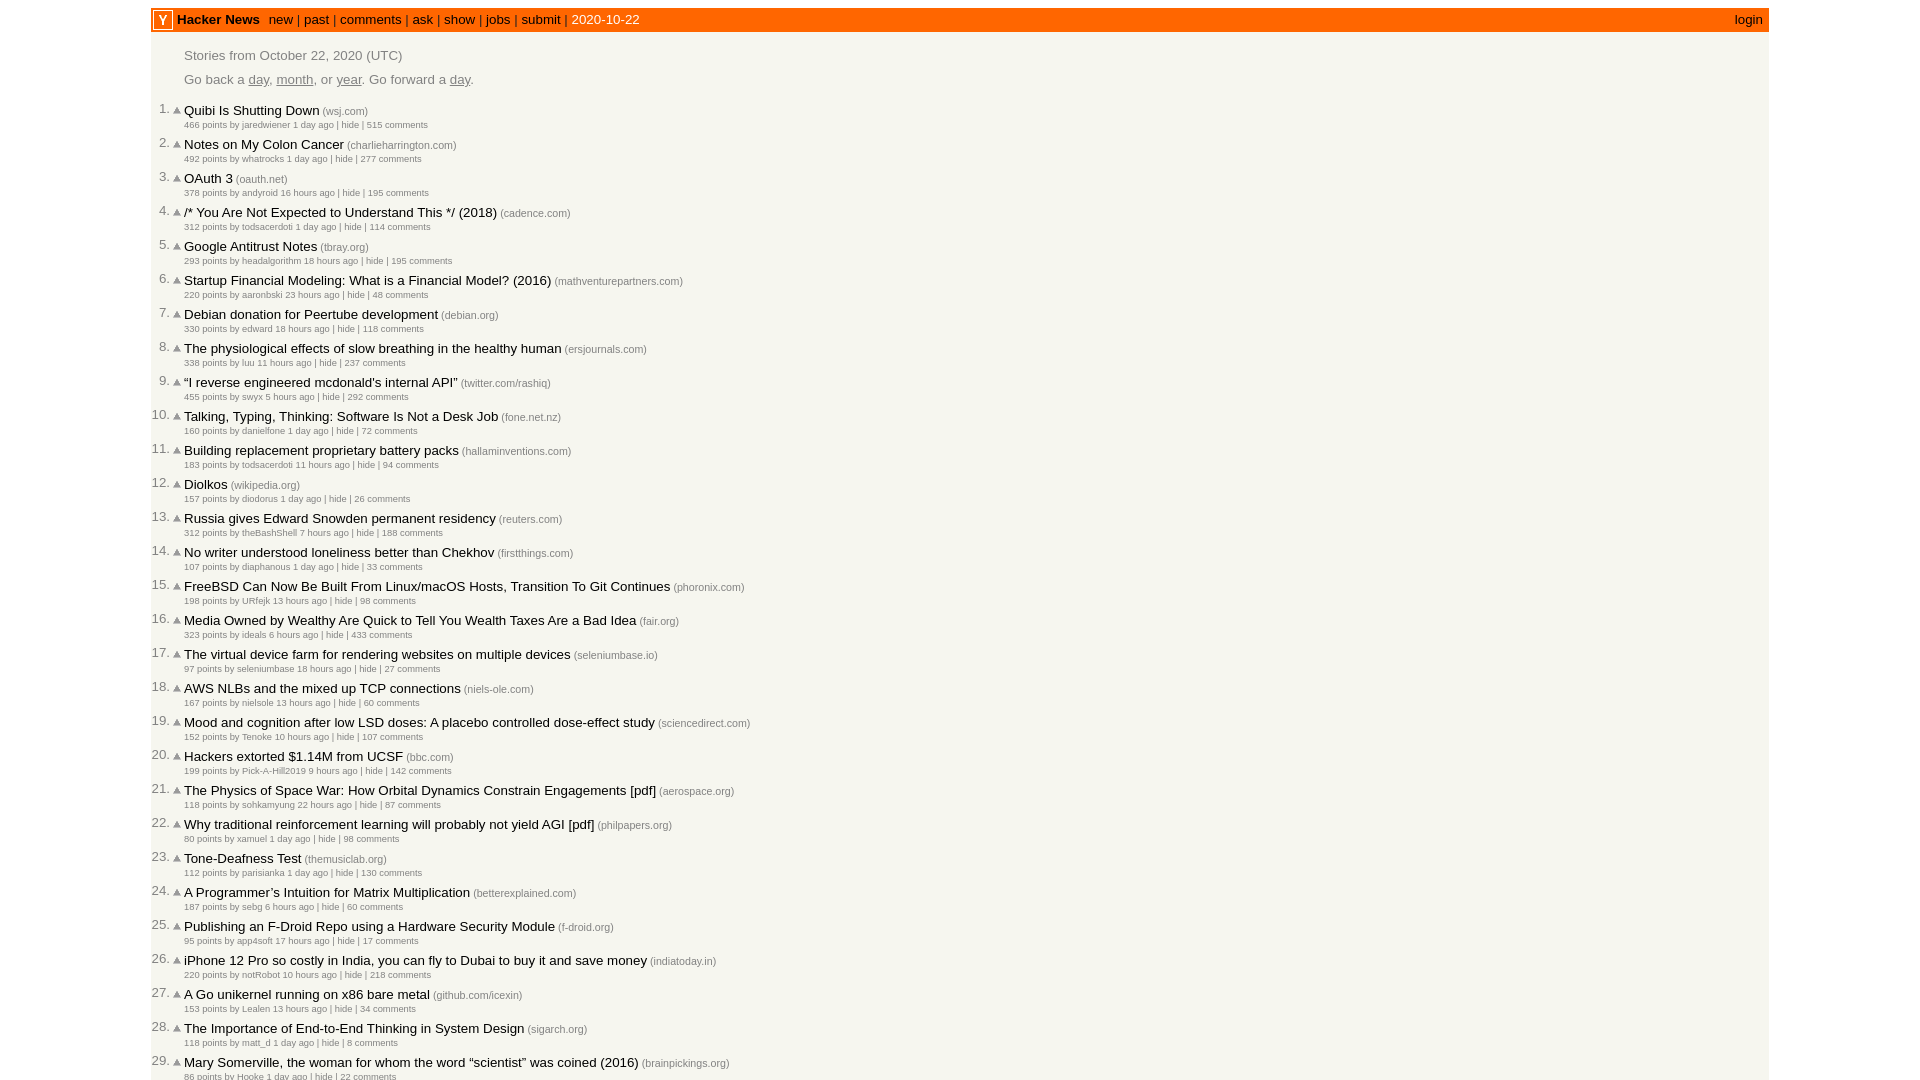 Y Hacker News new | past | comments | ask | show | jobs | submit | 2020-10-22 login
Stories from October 22, 2020 (UTC)
Go back a day, month, or year. Go forward a day.
1. Quibi Is Shutting Down (wsj.com)
466 points by jaredwiener 1 day ago | hide | 515 comments
2. Notes on My Colon Cancer (charlieharrington.com)
492 points by whatrocks 1 day ago | hide | 277 comments
3. OAuth 3 (oauth.net)
378 points by andyroid 16 hours ago | hide | 195 comments
4. /* You Are Not Expected to Understand This */ (2018) (cadence.com)
312 points by todsacerdoti 1 day ago | hide | 114 comments
5. Google Antitrust Notes (tbray.org)
293 points by headalgorithm 18 hours ago | hide | 195 comments
6. Startup Financial Modeling: What is a Financial Model? (2016) (mathventurepartners.com)
220 points by aaronbski 23 hours ago | hide | 48 comments
7. Debian donation for Peertube development (debian.org)
330 points by edward 18 hours ago | hide | 118 comments
8. The physiological effects of slow breathing in the healthy human (ersjournals.com)
338 points by luu 11 hours ago | hide | 237 comments
9. “I reverse engineered mcdonald's internal API” (twitter.com/rashiq)
455 points by swyx 5 hours ago | hide | 292 comments
10. Talking, Typing, Thinking: Software Is Not a Desk Job (fone.net.nz)
160 points by danielfone 1 day ago | hide | 72 comments
11. Building replacement proprietary battery packs (hallaminventions.com)
183 points by todsacerdoti 11 hours ago | hide | 94 comments
12. Diolkos (wikipedia.org)
157 points by diodorus 1 day ago | hide | 26 comments
13. Russia gives Edward Snowden permanent residency (reuters.com)
312 points by theBashShell 7 hours ago | hide | 188 comments
14. No writer understood loneliness better than Chekhov (firstthings.com)
107 points by diaphanous 1 day ago | hide | 33 comments
15. FreeBSD Can Now Be Built From Linux/macOS Hosts, Transition To Git Continues (phoronix.com)
198 points by URfejk 13 hours ago | hide | 98 comments
16. Media Owned by Wealthy Are Quick to Tell You Wealth Taxes Are a Bad Idea (fair.org)
323 points by ideals 6 hours ago | hide | 433 comments
17. The virtual device farm for rendering websites on multiple devices (seleniumbase.io)
97 points by seleniumbase 18 hours ago | hide | 27 comments
18. AWS NLBs and the mixed up TCP connections (niels-ole.com)
167 points by nielsole 13 hours ago | hide | 60 comments
19. Mood and cognition after low LSD doses: A placebo controlled dose-effect study (sciencedirect.com)
152 points by Tenoke 10 hours ago | hide | 107 comments
20. Hackers extorted $1.14M from UCSF (bbc.com)
199 points by Pick-A-Hill2019 9 hours ago | hide | 142 comments
21. The Physics of Space War: How Orbital Dynamics Constrain Engagements [pdf] (aerospace.org)
118 points by sohkamyung 22 hours ago | hide | 87 comments
22. Why traditional reinforcement learning will probably not yield AGI [pdf] (philpapers.org)
80 points by xamuel 1 day ago | hide | 98 comments
23. Tone-Deafness Test (themusiclab.org)
112 points by parisianka 1 day ago | hide | 130 comments
24. A Programmer’s Intuition for Matrix Multiplication (betterexplained.com)
187 points by sebg 6 hours ago | hide | 60 comments
25. Publishing an F-Droid Repo using a Hardware Security Module (f-droid.org)
95 points by app4soft 17 hours ago | hide | 17 comments
26. iPhone 12 Pro so costly in India, you can fly to Dubai to buy it and save money (indiatoday.in)
220 points by notRobot 10 hours ago | hide | 218 comments
27. A Go unikernel running on x86 bare metal (github.com/icexin)
153 points by Lealen 13 hours ago | hide | 34 comments
28. The Importance of End-to-End Thinking in System Design (sigarch.org)
118 points by matt_d 1 day ago | hide | 8 comments
29. Mary Somerville, the woman for whom the word “scientist” was coined (2016) (brainpickings.org)
86 points by Hooke 1 day ago | hide | 22 comments